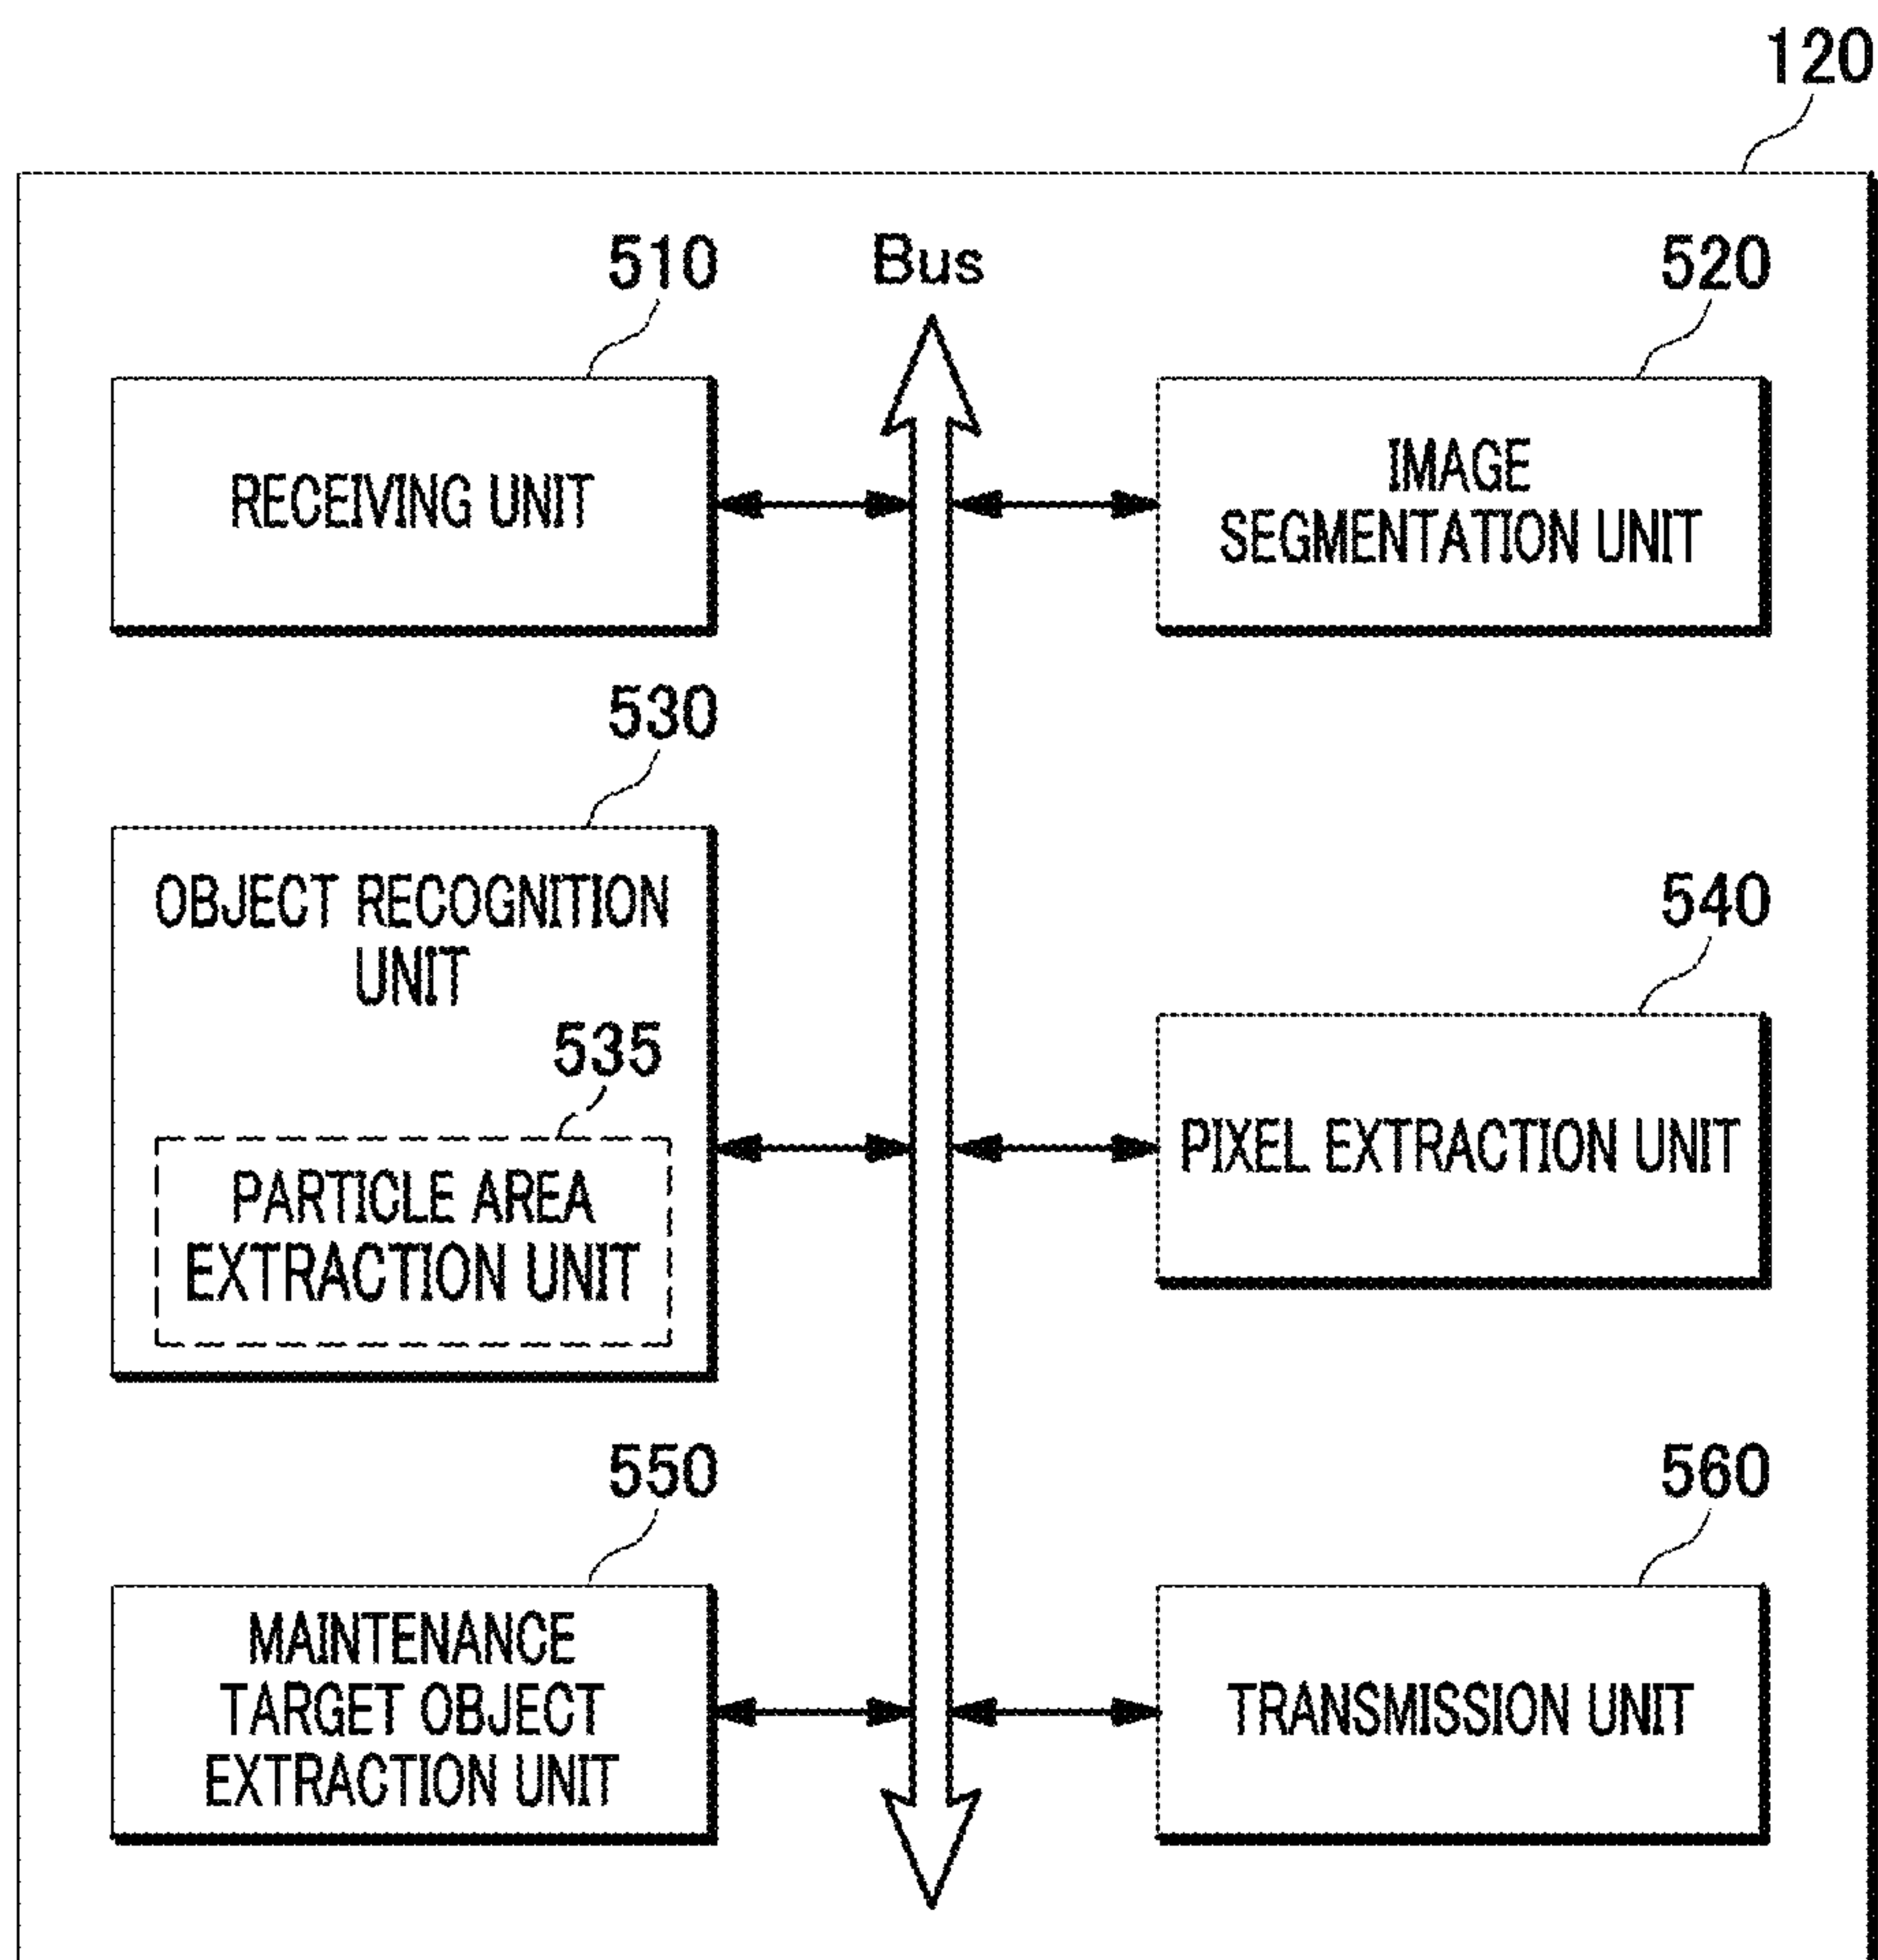 120
510
Bus
520
RECEIVING UNIT
IMAGE
SEGMENTATION UNIT
530
OBJECT RECOGNITION
UNIT
535
PARTICLE AREA
EXTRACTION UNIT
540
PIXEL EXTRACTION UNIT
550
MAINTENANCE
TARGET OBJECT
EXTRACTION UNIT
560
TRANSMISSION UNIT